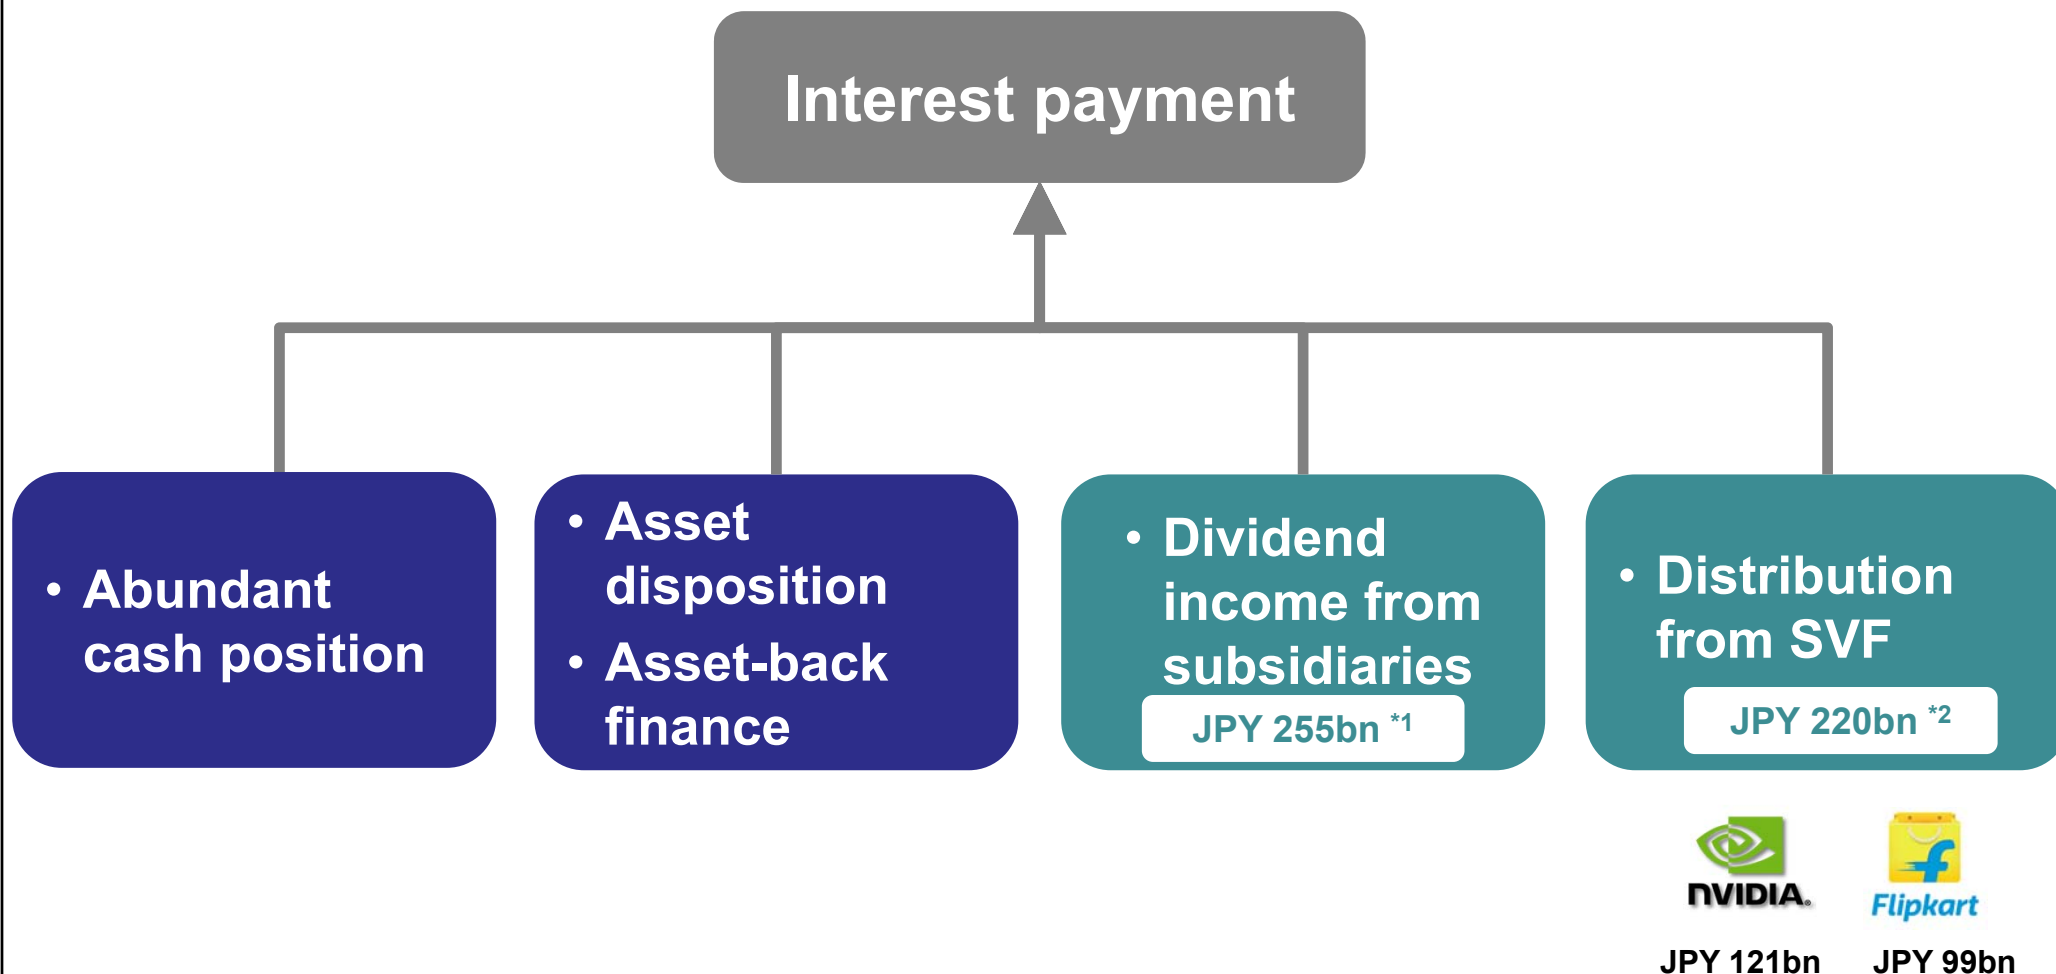 Interest payment
• Abundant
cash position
• Asset
disposition
• Asset-back
finance
• Dividend
income from
subsidiaries
JPY 255bn *1
• Distribution
from SVF
JPY 220bn *2
NVIDIA.
Flipkart
JPY 121bn
JPY 99bn